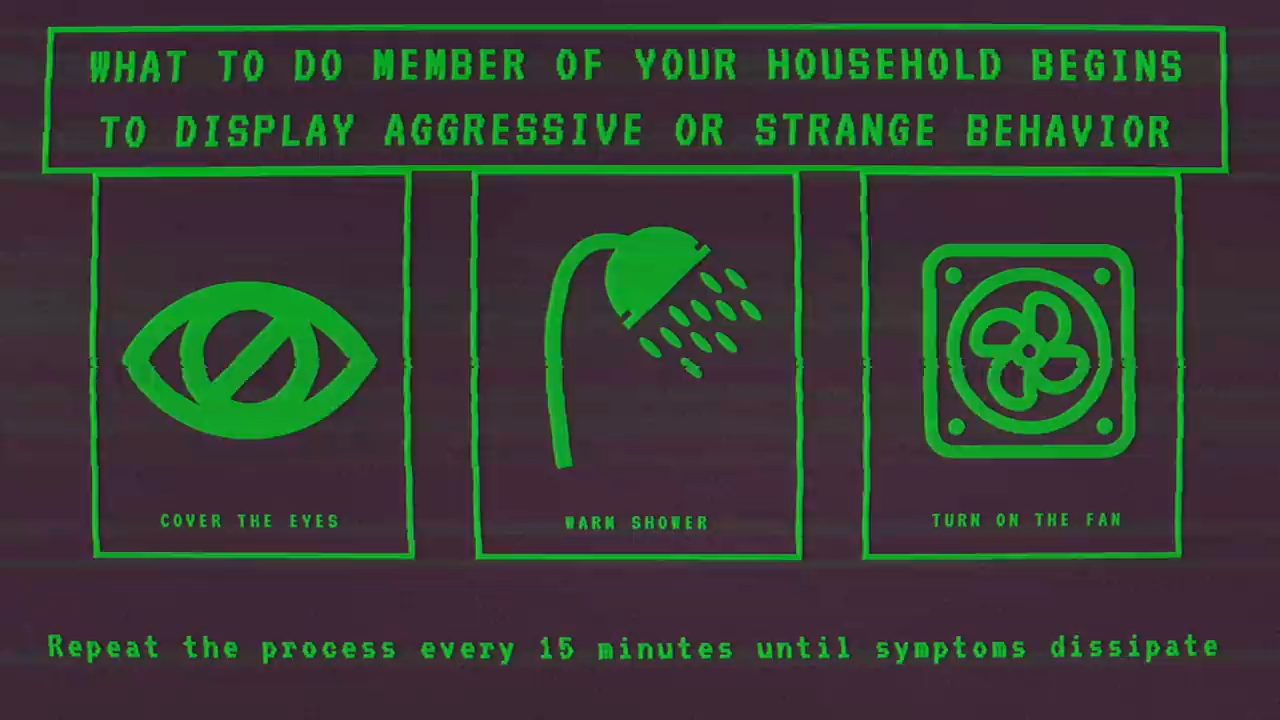 WHAT TO DO MEMBER OF YOUR HOUSEHOLD BEGINS
TO DISPLAY AGGRESSIVE OR STRANGE BEHAVIOR
COVER THE EYES
WARM SHOWER
TURN ON THE FAN
Repeat the process every 15 minutes until symptoms dissipate